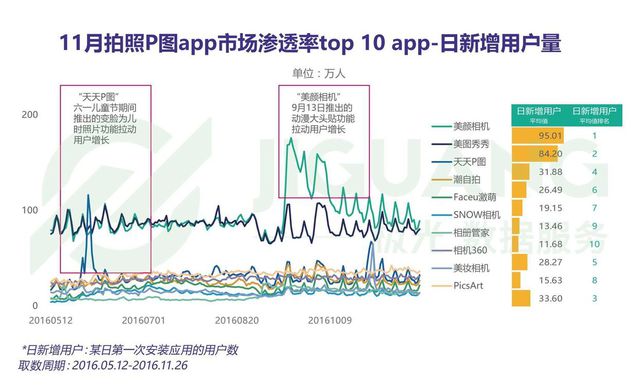 11月拍照P图app市场渗透率top 10 app-日新增用户量
单位：万人
“天天P图”
六一儿童节期间
推出的变脸为儿
时照片功能拉动
用户增长
“美颜相机”
9月13日推出的
动漫大头贴功能
拉动用户增长
200
100
0
20160512
20160701
20160820
20161009
日新增用户
平均值
日新增用户
平均值排名
美颜相机 95.01 1
美图秀秀 84.20 2
天天P图 31.88 4
潮自拍 26.49 6
Faceu激萌 19.15 7
SNOW相机 13.46 9
相册管家 11.68 10
相机360 28.27 5
美妆相机 15.63 8
PicsArt 33.60 3
JIGUANG
极光数据服务
*日新增用户：某日第一次安装应用的用户数
取数周期：2016.05.12-2016.11.26